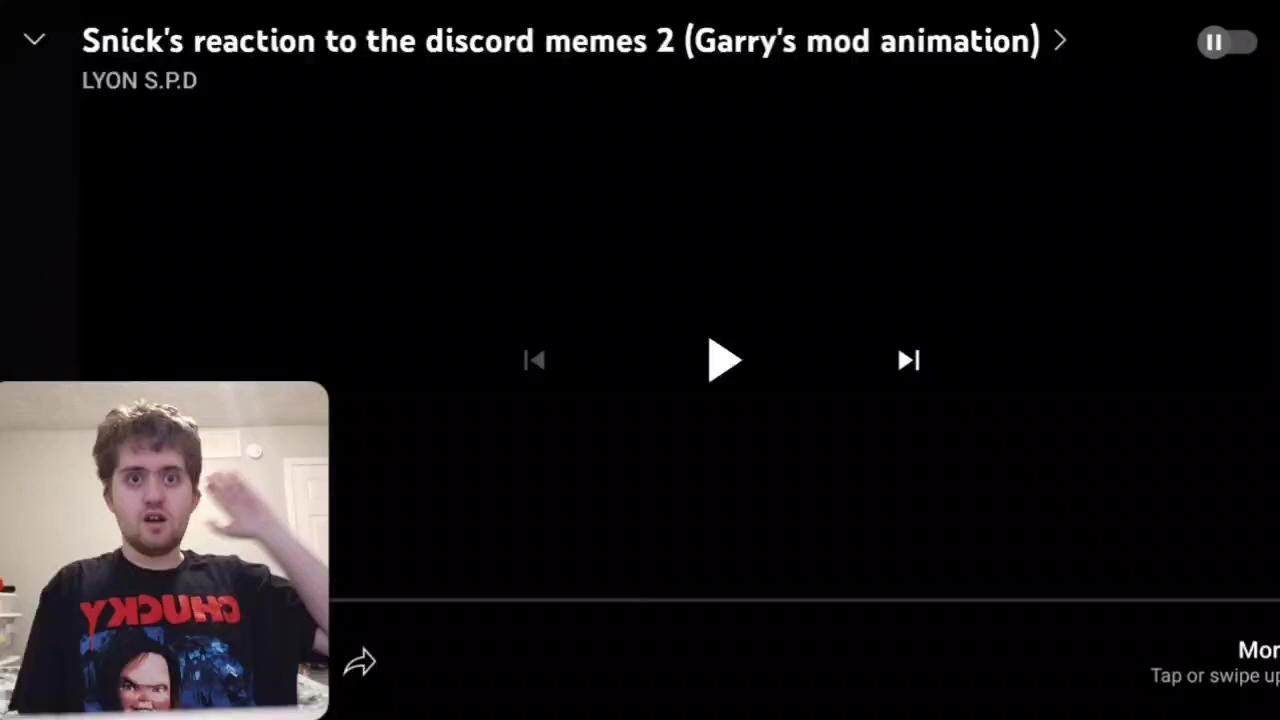 Snick's reaction to the discord memes 2 (Garry's mod animation)
LYON S.P.D
CHUCKY
Mor
Tap or swipe up